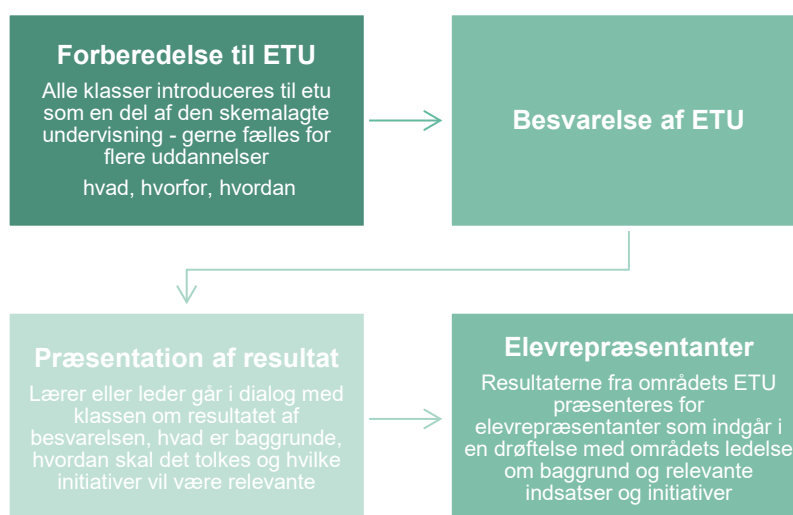 Forberedelse til ETU
Alle klasser introduceres til etu
som en del af den skemalagte
undervisning - gerne fælles for
flere uddannelser
hvad, hvorfor, hvordan
Besvarelse af ETU
Præsentation af resultat
Lærer eller leder går i dialog med
klassen om resultatet af
besvarelsen, hvad er baggrunde,
hvordan skal det tolkes og hvilke
initiativer vil være relevante
Elevrepræsentanter
Resultaterne fra områdets ETU
præsenteres for
elevrepræsentanter som indgår i
en drøftelse med områdets ledelse
om baggrund og relevante
indsatser og initiativer